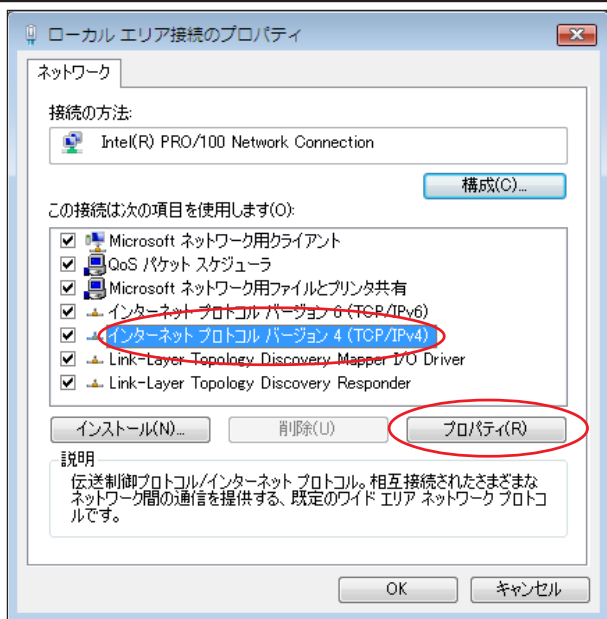 ローカル エリア接続のプロパティ
ネットワーク
接続の方法:
Intel(R) PRO/100 Network Connection
構成(C)...
この接続は次の項目を使用します(O):
Microsoft ネットワーク用クライアント
QoS パケット スケジューラ
Microsoft ネットワーク用ファイルとプリンタ共有
インターネット プロトコル バージョン 6 (TCP/IPv6)
インターネット プロトコル バージョン 4 (TCP/IPv4)
Link-Layer Topology Discovery Mapper I/O Driver
Link-Layer Topology Discovery Responder
インストール(N)... 削除(U) プロパティ(R)
説明
伝送制御プロトコル/インターネット プロトコル。相互接続されたさまざまな
ネットワーク間の通信を提供する、既定のワイド エリア ネットワーク プロトコ
ルです。
OK キャンセル